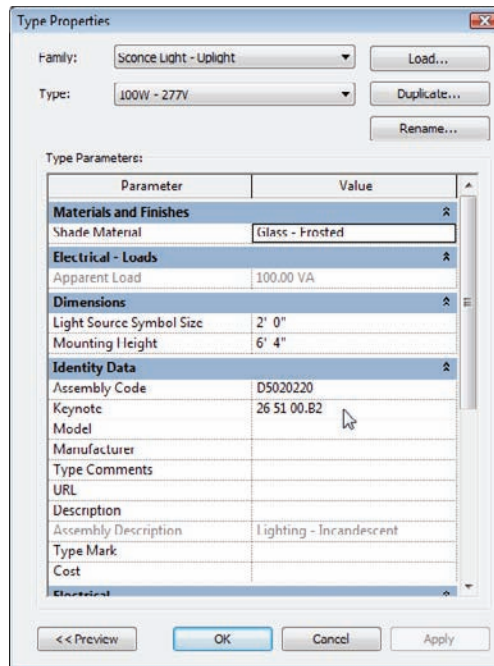 Type Properties
Family: Sconce Light - Uplight Load...
Type: 100W - 277V Duplicate...
Rename...
Type Parameters:
Parameter Value
Materials and Finishes
Shade Material Glass - Frosted
Electrical - Loads
Apparent Load 100.00 VA
Dimensions
Light Source Symbol Size 2' 0"
Mounting Height 6' 4"
Identity Data
Assembly Code D5020220
Keynote 26 51 00.B2
Model
Manufacturer
Type Comments
URL
Description
Assembly Description Lighting - Incandescent
Type Mark
Cost
Electrical
<< Preview OK Cancel Apply